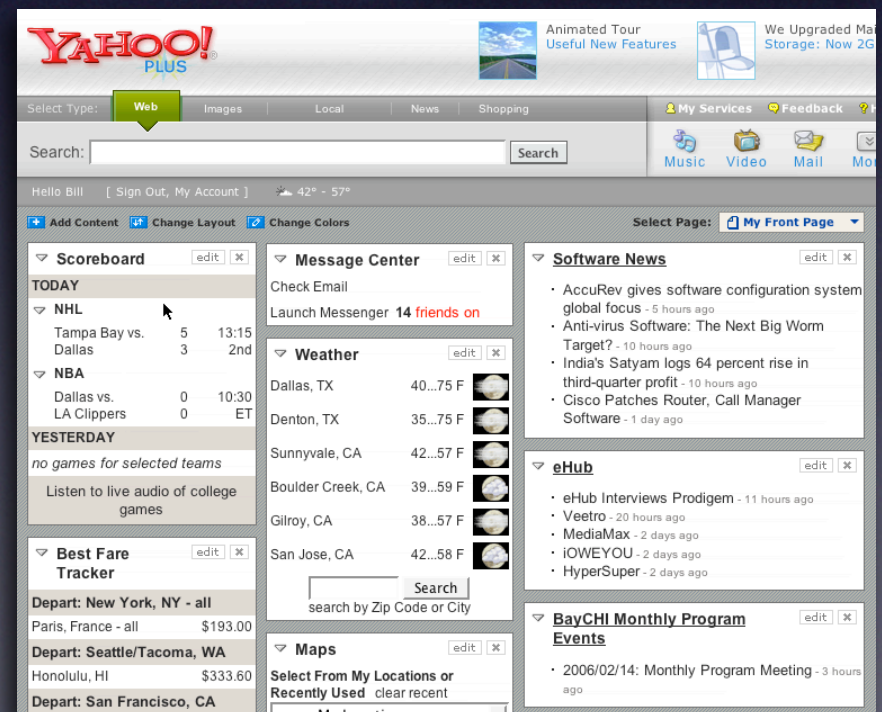 YAHOO!
PLUS
Animated Tour
Useful New Features
We Upgraded
Storage: Now
Select Type: Web Images Local News Shopping
My Services Feedback
Search: Search
Music Video Mail
Hello Bill [ Sign Out, My Account ] 42° - 57°
Add Content Change Layout Change Colors
Select Page: My Front Page
Scoreboard edit
TODAY
NHL
Tampa Bay vs. 5 13:15
Dallas 3 2nd
NBA
Dallas vs. 0 10:30
LA Clippers 0 ET
YESTERDAY
no games for selected teams
Listen to live audio of college
games
Best Fare edit
Tracker
Depart: New York, NY - all
Paris, France - all $193.00
Depart: Seattle/Tacoma, WA
Honolulu, HI $333.60
Depart: San Francisco, CA
Message Center edit
Check Email
Launch Messenger 14 friends on
Weather edit
Dallas, TX 40...75 F
Denton, TX 35...75 F
Sunnyvale, CA 42...57 F
Boulder Creek, CA 39...59 F
Gilroy, CA 38...57 F
San Jose, CA 42...58 F
Search
search by Zip Code or City
Maps edit
Select From My Locations or
Recently Used clear recent
Software News edit
· AccuRev gives software configuration system
global focus - 5 hours ago
· Anti-virus Software: The Next Big Worm
Target? - 10 hours ago
· India's Satyam logs 64 percent rise in
third-quarter profit - 10 hours ago
· Cisco Patches Router, Call Manager
Software - 1 day ago
eHub edit
· eHub Interviews Prodigem - 11 hours ago
· Veetro - 20 hours ago
· MediaMax - 2 days ago
· iOWEYOU - 2 days ago
· HyperSuper - 2 days ago
BayCHI Monthly Program edit
Events
· 2006/02/14: Monthly Program Meeting - 3 hours
ago